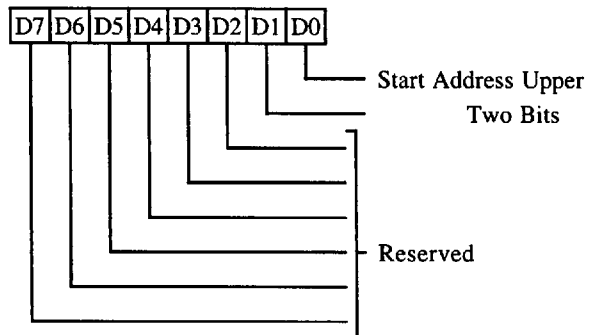 D7 D6 D5 D4 D3 D2 D1 D0
Start Address Upper
Two Bits
Reserved